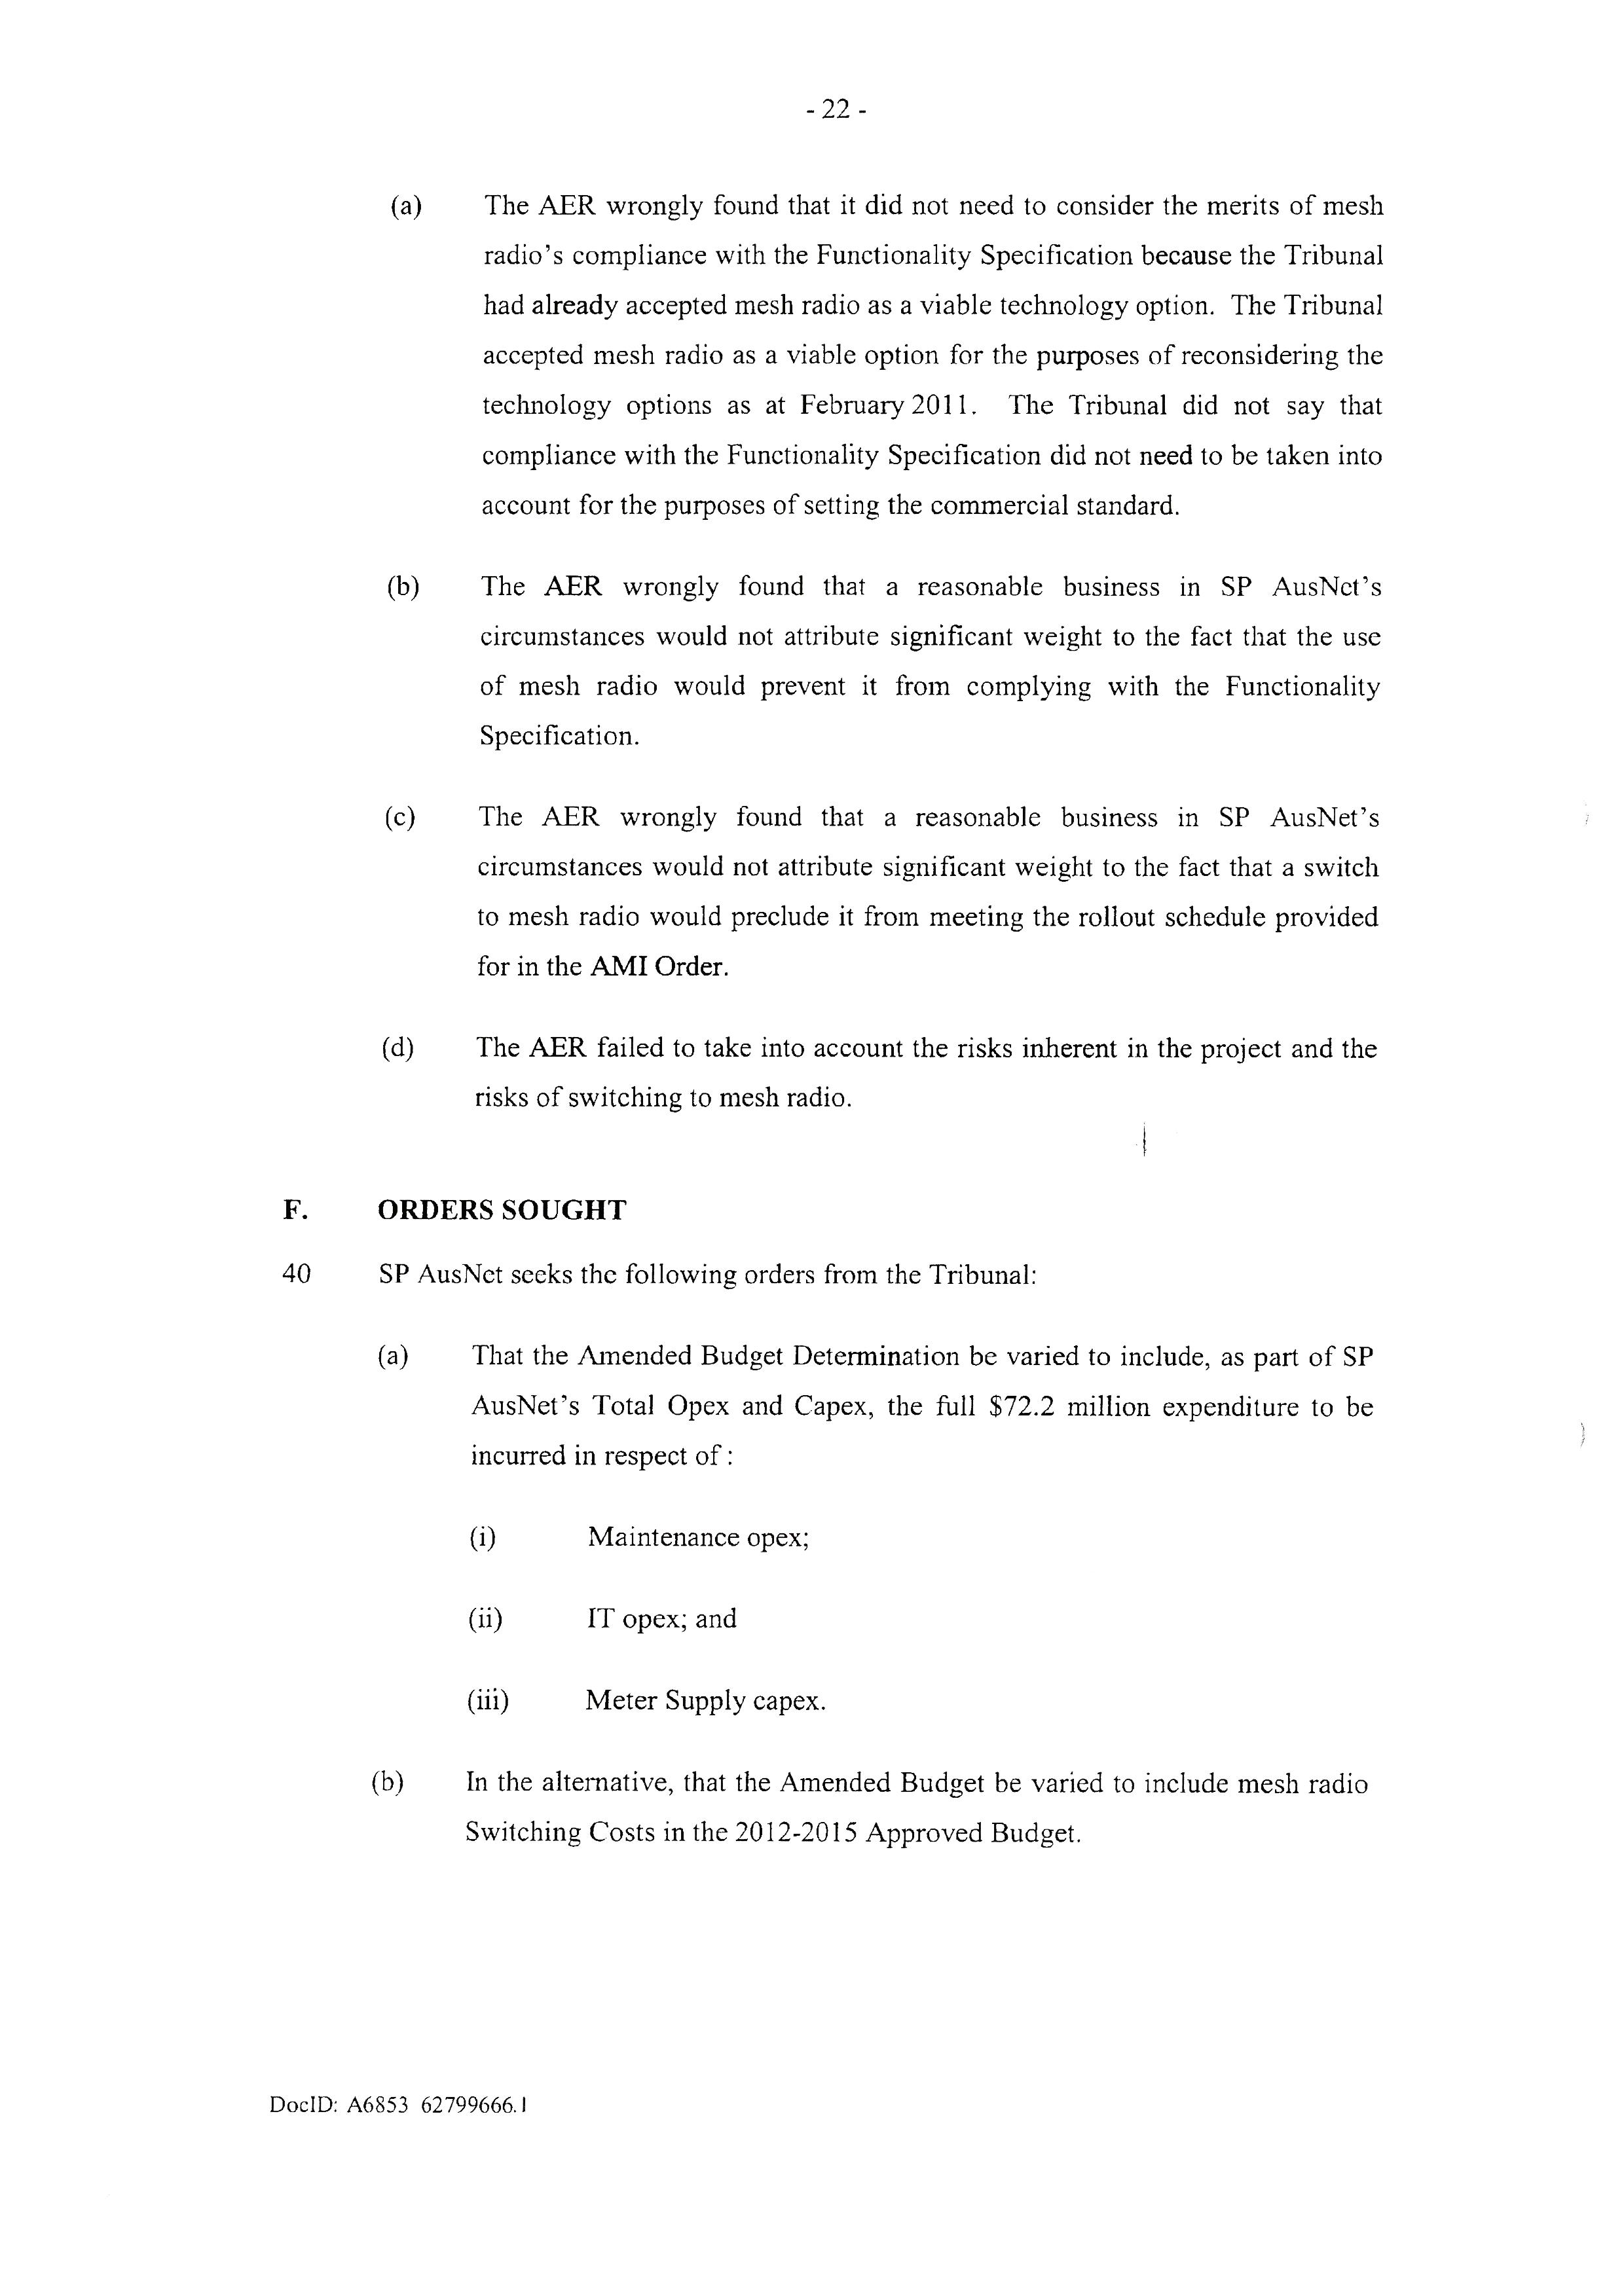 - 22 -
(a) The AER wrongly found that it did not need to consider the merits of mesh
radio's compliance with the Functionality Specification because the Tribunal
had already accepted mesh radio as a viable technology option. The Tribunal
accepted mesh radio as a viable option for the purposes of reconsidering the
technology options as at February 2011. The Tribunal did not say that
compliance with the Functionality Specification did not need to be taken into
account for the purposes of setting the commercial standard.
(b) The AER wrongly found that a reasonable business in SP AusNet's
circumstances would not attribute significant weight to the fact that the use
of mesh radio would prevent it from complying with the Functionality
Specification.
(c) The AER wrongly found that a reasonable business in SP AusNet's
circumstances would not attribute significant weight to the fact that a switch
to mesh radio would preclude it from meeting the rollout schedule provided
for in the AMI Order.
(d) The AER failed to take into account the risks inherent in the project and the
risks of switching to mesh radio.
F. ORDERS SOUGHT
40 SP AusNet seeks the following orders from the Tribunal:
(a) That the Amended Budget Determination be varied to include, as part of SP
AusNet's Total Opex and Capex, the full $72.2 million expenditure to be
incurred in respect of :
(i) Maintenance opex;
(ii) IT opex; and
(iii) Meter Supply capex.
(b) In the alternative, that the Amended Budget be varied to include mesh radio
Switching Costs in the 2012-2015 Approved Budget.
DocID: A6853 62799666.1